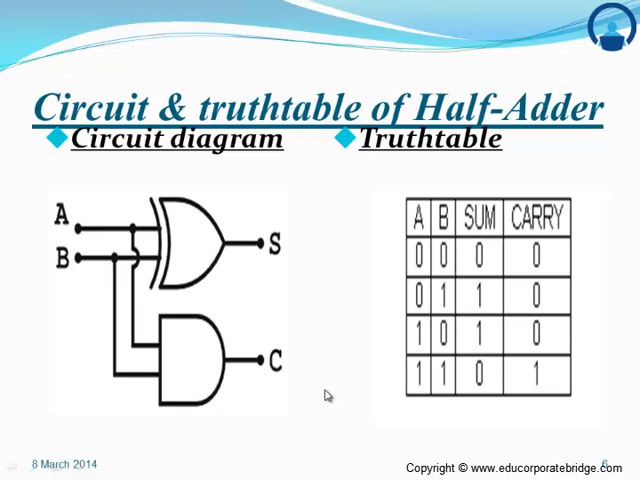 Circuit & truthtable of Half-Adder
Circuit diagram
Truthtable
A
B
S
C
A B SUM CARRY
0 0 0 0
0 1 1 0
1 0 1 0
1 1 0 1
8 March 2014
6
Copyright © www.educorporatebridge.com